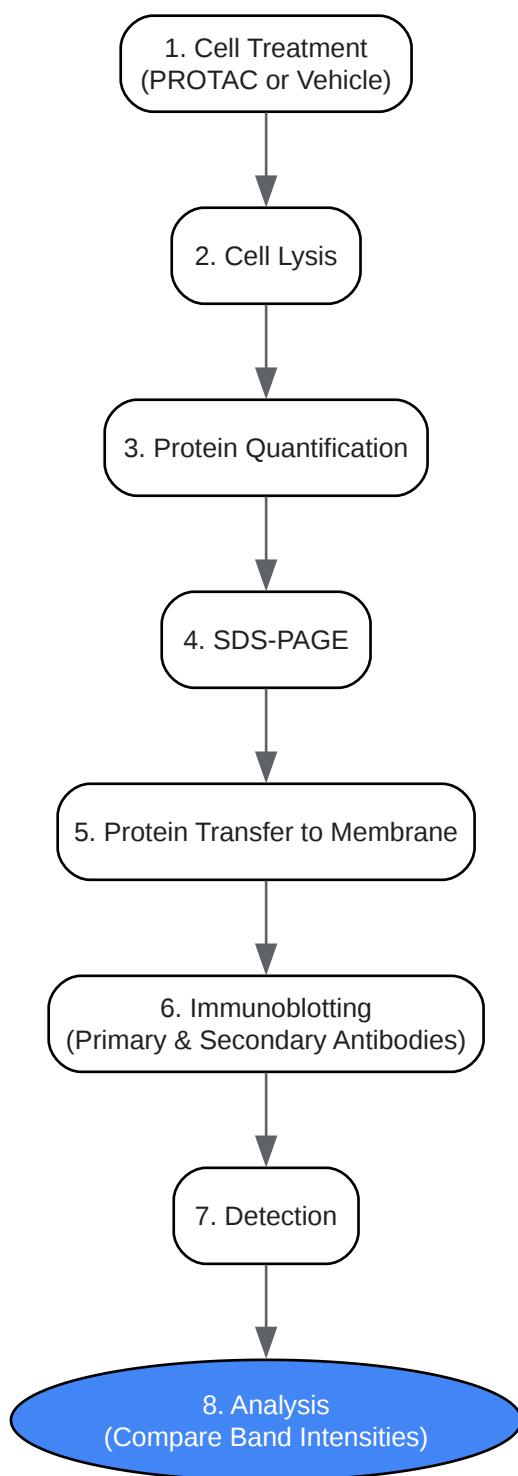 1. Cell Treatment
(PROTAC or Vehicle)
2. Cell Lysis
3. Protein Quantification
4. SDS-PAGE
5. Protein Transfer to Membrane
6. Immunoblotting
(Primary & Secondary Antibodies)
7. Detection
8. Analysis
(Compare Band Intensities)